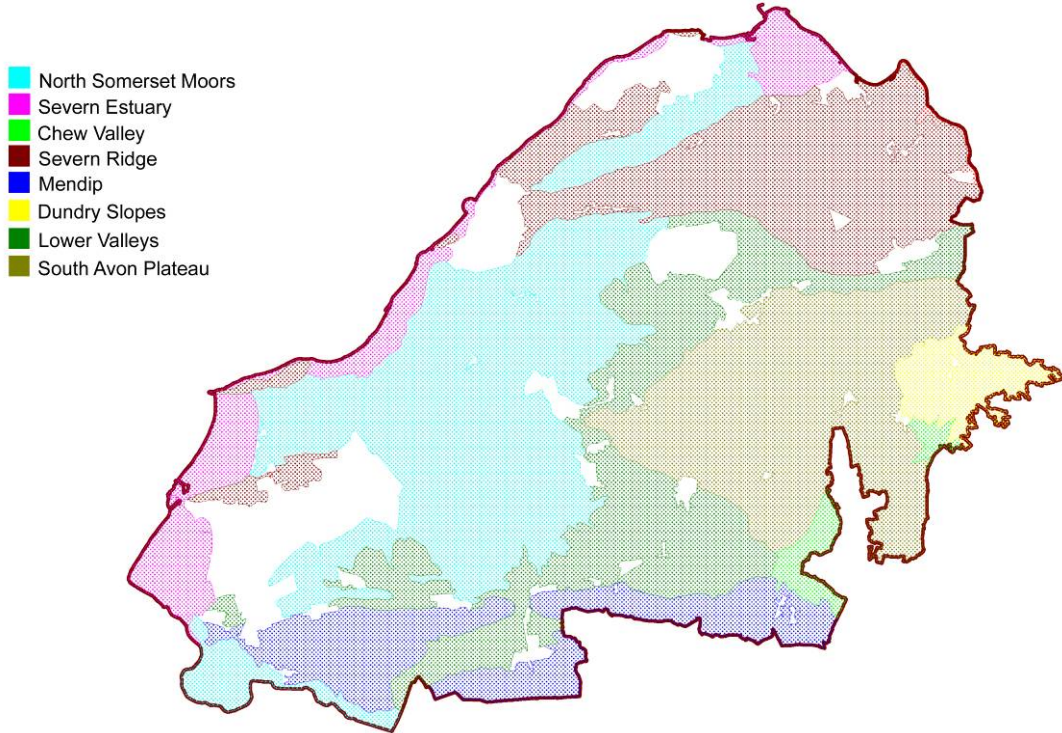 North Somerset Moors
Severn Estuary
Chew Valley
Severn Ridge
Mendip
Dundry Slopes
Lower Valleys
South Avon Plateau